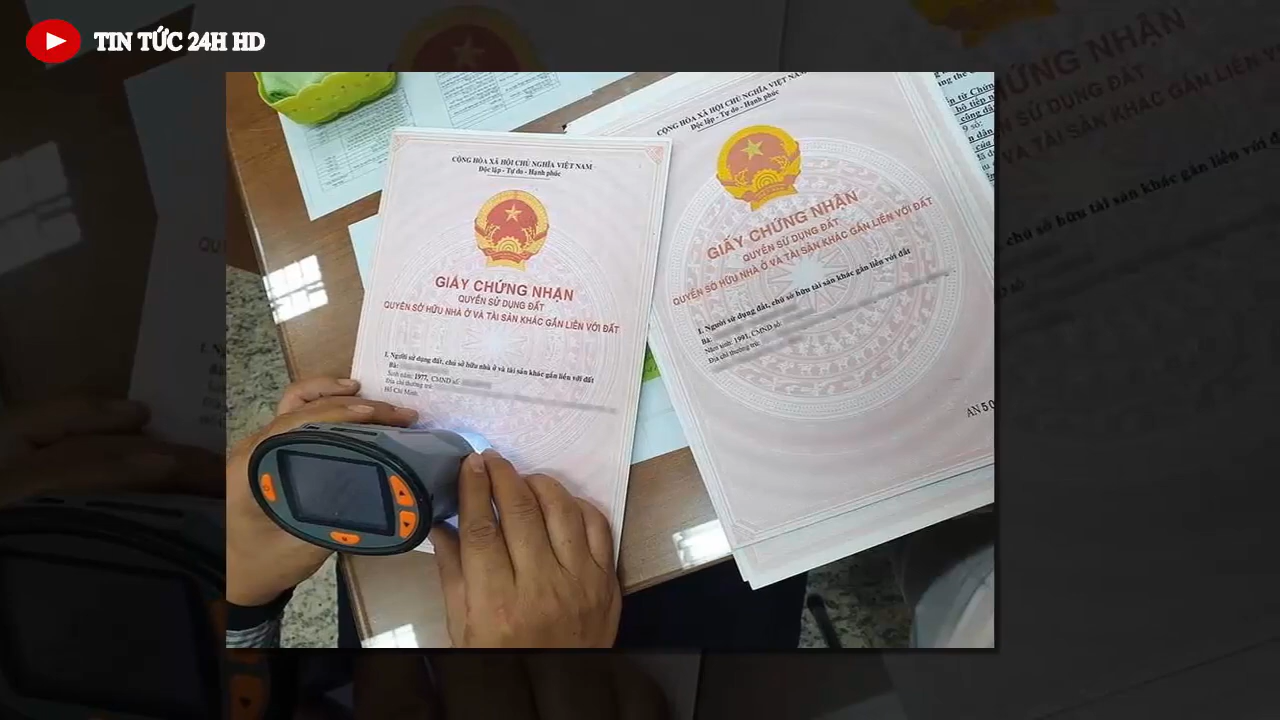 TIN TỨC 24H HD
CỘNG HÒA XÃ HỘI CHỦ NGHĨA VIỆT NAM
Độc lập - Tự do - Hạnh phúc
GIẤY CHỨNG NHẬN
QUYỀN SỬ DỤNG ĐẤT
QUYỀN SỞ HỮU NHÀ Ở VÀ TÀI SẢN KHÁC GẮN LIỀN VỚI ĐẤT
I. Người sử dụng đất, chủ sở hữu nhà ở và tài sản khác gắn liền với đất
Bà:
Sinh năm: 1977, CMND số:
Địa chỉ thường trú:
Hồ Chí Minh.
CỘNG HÒA XÃ HỘI CHỦ NGHĨA VIỆT NAM
Độc lập - Tự do - Hạnh phúc
GIẤY CHỨNG NHẬN
QUYỀN SỬ DỤNG ĐẤT
QUYỀN SỞ HỮU NHÀ Ở VÀ TÀI SẢN KHÁC GẮN LIỀN VỚI ĐẤT
I. Người sử dụng đất, chủ sở hữu nhà ở và tài sản khác gắn liền với đất
Bà:
Năm sinh: 1991, CMND số:
Địa chỉ thường trú:
AN 50